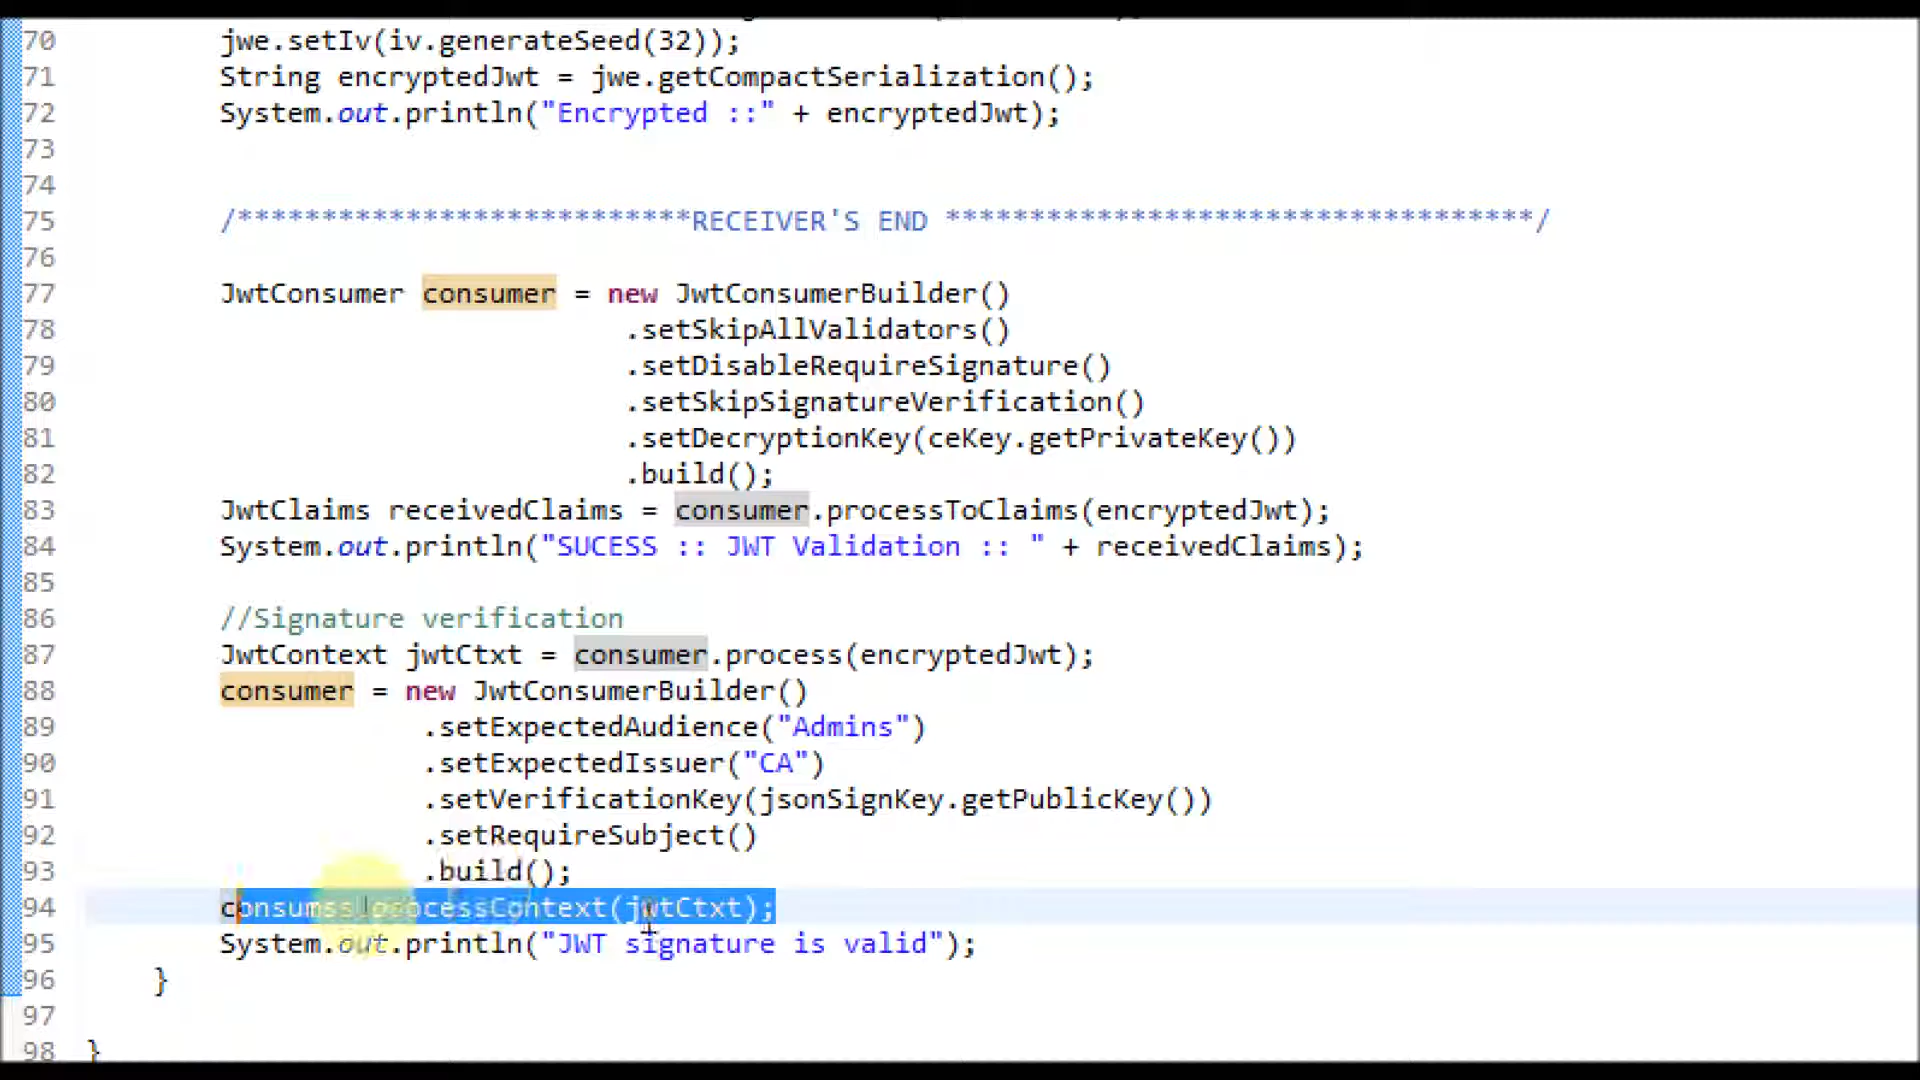 70 jwe.setIv(iv.generateSeed(32));
71 String encryptedJwt = jwe.getCompactSerialization();
72 System.out.println("Encrypted ::" + encryptedJwt);
73
74
75 /***************************RECEIVER'S END ***********************************/
76
77 JwtConsumer consumer = new JwtConsumerBuilder()
78 .setSkipAllValidators()
79 .setDisableRequireSignature()
80 .setSkipSignatureVerification()
81 .setDecryptionKey(ceKey.getPrivateKey())
82 .build();
83 JwtClaims receivedClaims = consumer.processToClaims(encryptedJwt);
84 System.out.println("SUCESS :: JWT Validation :: " + receivedClaims);
85
86 //Signature verification
87 JwtContext jwtCtxt = consumer.process(encryptedJwt);
88 consumer = new JwtConsumerBuilder()
89 .setExpectedAudience("Admins")
90 .setExpectedIssuer("CA")
91 .setVerificationKey(jsonSignKey.getPublicKey())
92 .setRequireSubject()
93 .build();
94 (jwtCtxt);
95 System.out.println("JWT signature is valid");
96 }
97
98 }